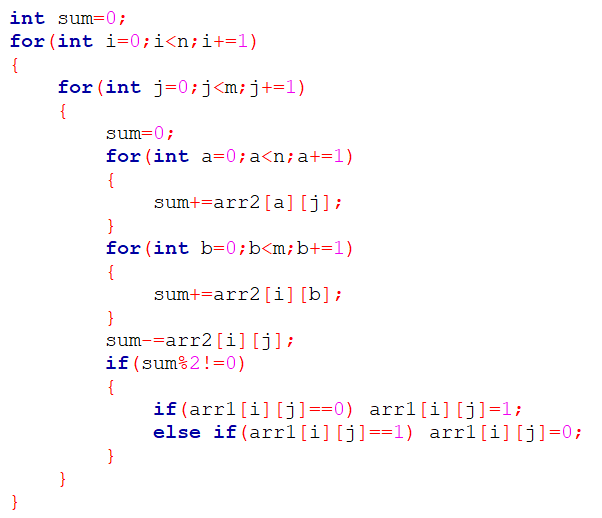 int sum=0;
for(int i=0;i<n;i+=1)
{
    for(int j=0;j<m;j+=1)
    {
        sum=0;
        for(int a=0;a<n;a+=1)
        {
            sum+=arr2[a][j];
        }
        for(int b=0;b<m;b+=1)
        {
            sum+=arr2[i][b];
        }
        sum-=arr2[i][j];
        if(sum%2!=0)
        {
            if(arr1[i][j]==0) arr1[i][j]=1;
            else if(arr1[i][j]==1) arr1[i][j]=0;
        }
    }
}